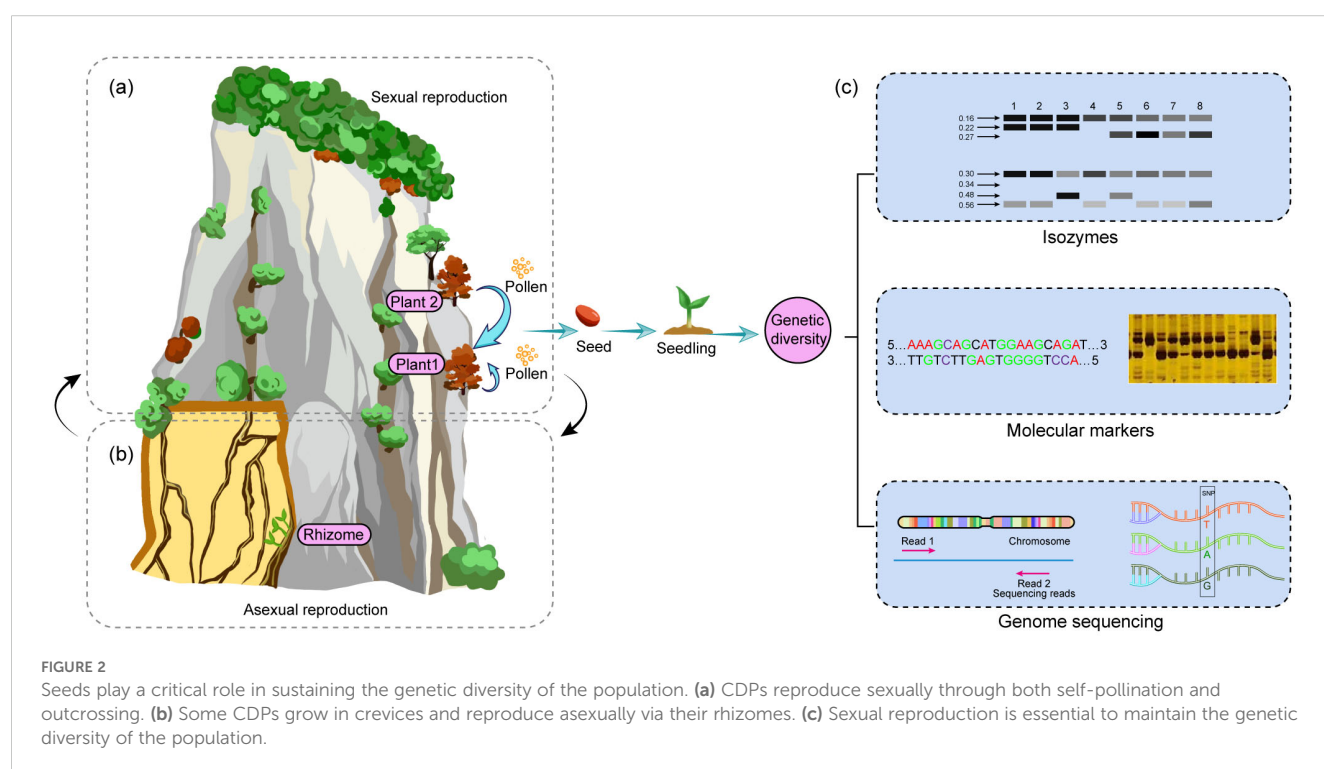 (a)
Sexual reproduction
Pollen
Plant 2
Pollen
Plant1
Seed
Seedling
Genetic
diversity
(b)
Rhizome
Asexual reproduction
(c)
1 2 3 4 5 6 7 8
0.16
0.22
0.27
0.30
0.34
0.48
0.56
Isozymes
5...AAAGCAGCATGGAAGCAGAT...3
3...TTGTCTTGAGTGGGGTCCA...5
Molecular markers
Read 1
Chromosome
Read 2
Sequencing reads
SNP
T
A
G
Genome sequencing
FIGURE 2
Seeds play a critical role in sustaining the genetic diversity of the population. (a) CDPs reproduce sexually through both self-pollination and
outcrossing. (b) Some CDPs grow in crevices and reproduce asexually via their rhizomes. (c) Sexual reproduction is essential to maintain the genetic
diversity of the population.